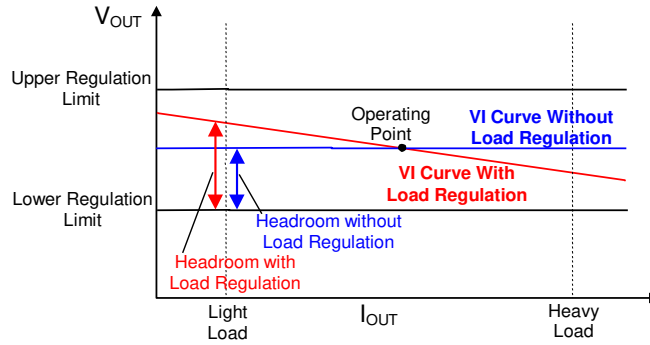 VOUT
Upper Regulation
Limit
Operating
Point
VI Curve Without
Load Regulation
VI Curve With
Load Regulation
Lower Regulation
Limit
Headroom without
Load Regulation
Headroom with
Load Regulation
Light
Load
IOUT
Heavy
Load